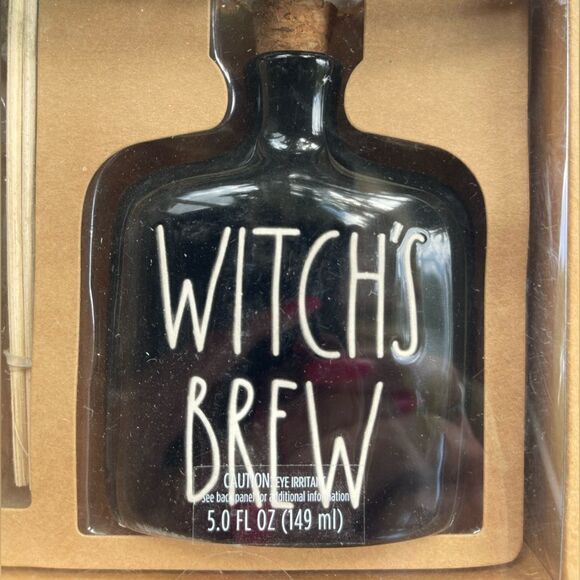 WITCH'S
BREW
CAUTION: EYE IRRITANT
see back panel for additional information
5.0 FL OZ (149 ml)